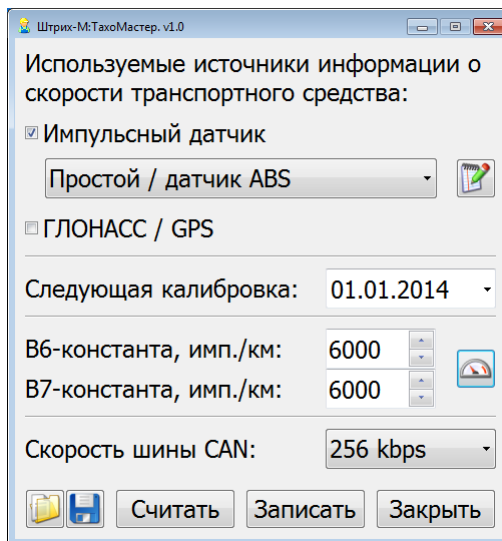 Штрих-М:ТахоМастер. v1.0
Используемые источники информации о
скорости транспортного средства:
Импульсный датчик
Простой / датчик ABS
ГЛОНАСС / GPS
Следующая калибровка: 01.01.2014
B6-константа, имп./км: 6000
B7-константа, имп./км: 6000
Скорость шины CAN: 256 kbps
Считать Записать Закрыть